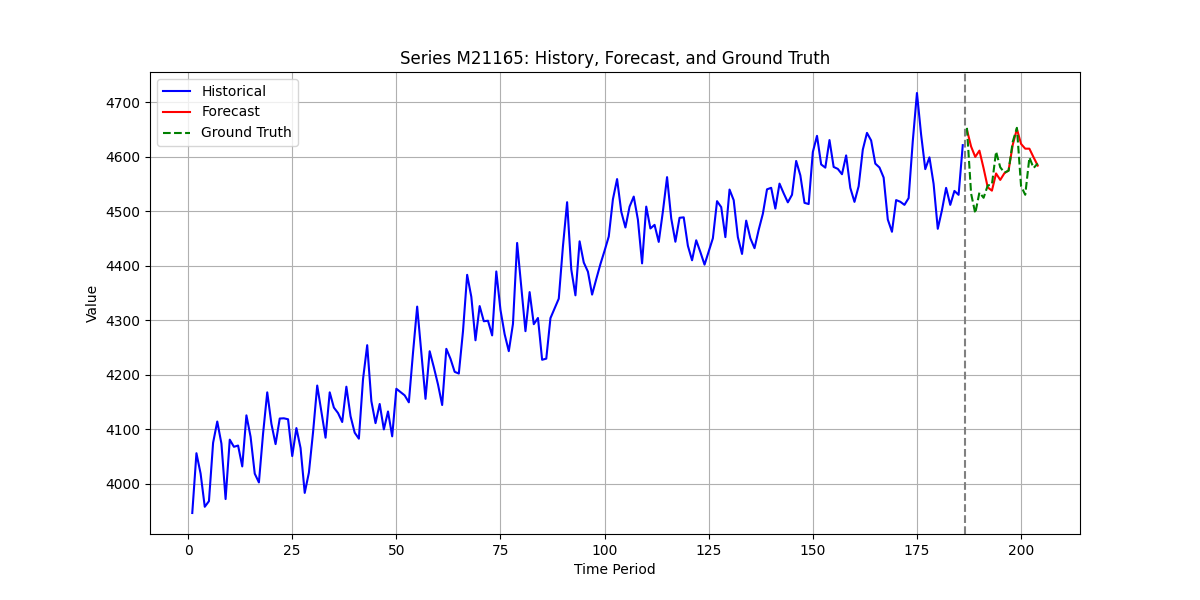 Series M21165: History, Forecast, and Ground Truth
Historical
Forecast
Ground Truth
4700
4600
4500
4400
4300
4200
4100
4000
Value
0 25 50 75 100 125 150 175 200
Time Period